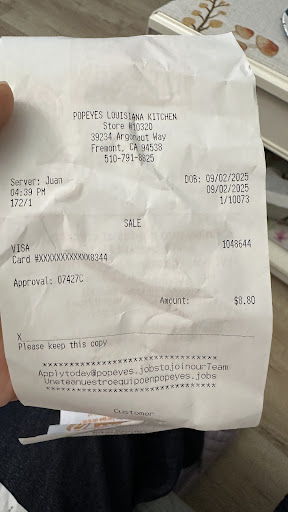 POPEYES LOUISIANA KITCHEN
Store #10320
39234 Argonaut Way
Fremont, CA 94538
510-791-8825
Server: Juan DOB: 09/02/2025
04:39 PM 09/02/2025
172/1 1/10073
SALE
VISA 1048644
Card #XXXXXXXXXXXX8344
Approval: 07427C
Amount: $8.80
X
Please keep this copy
*********************************
Applytoday@popeyes.jobstojoinourTeam
Uneteanuestroequipoenpopeyes.jobs
*********************************
Customer